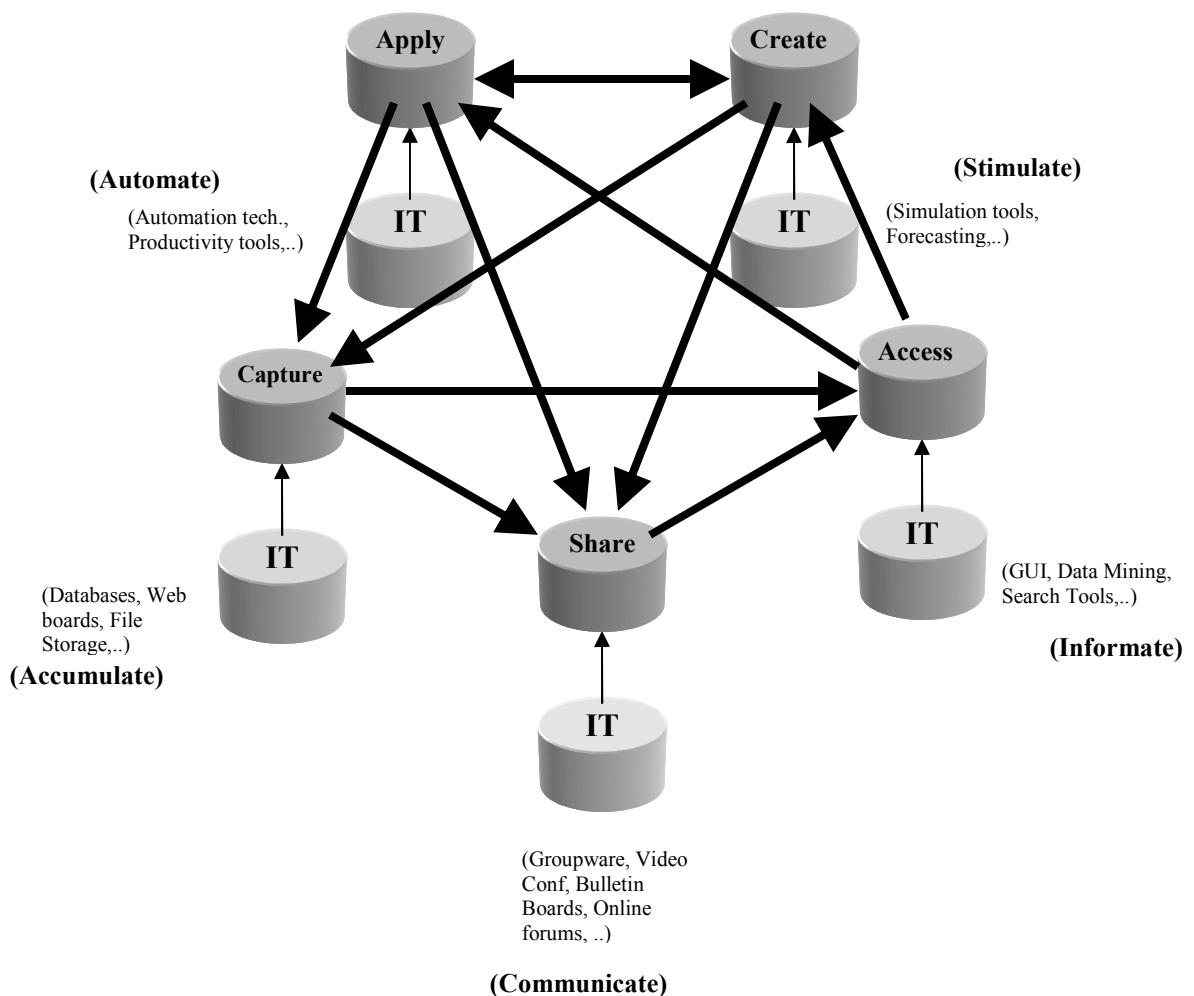 Apply
Create
(Automate)
(Stimulate)
(Automation tech.,
Productivity tools,..)
IT
IT
(Simulation tools,
Forecasting,..)
Capture
Access
IT
Share
IT
(Databases, Web
boards, File
Storage,..)
(Accumulate)
(GUI, Data Mining,
Search Tools,..)
(Informate)
IT
(Groupware, Video
Conf, Bulletin
Boards, Online
forums, ..)
(Communicate)